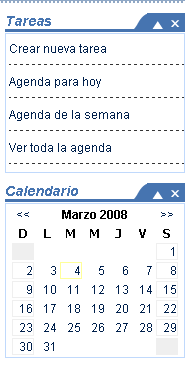 Tareas
Crear nueva tarea
Agenda para hoy
Agenda de la semana
Ver toda la agenda
Calendario
<< Marzo 2008 >>
D L M M J V S
1
2 3 4 5 6 7 8
9 10 11 12 13 14 15
16 17 18 19 20 21 22
23 24 25 26 27 28 29
30 31